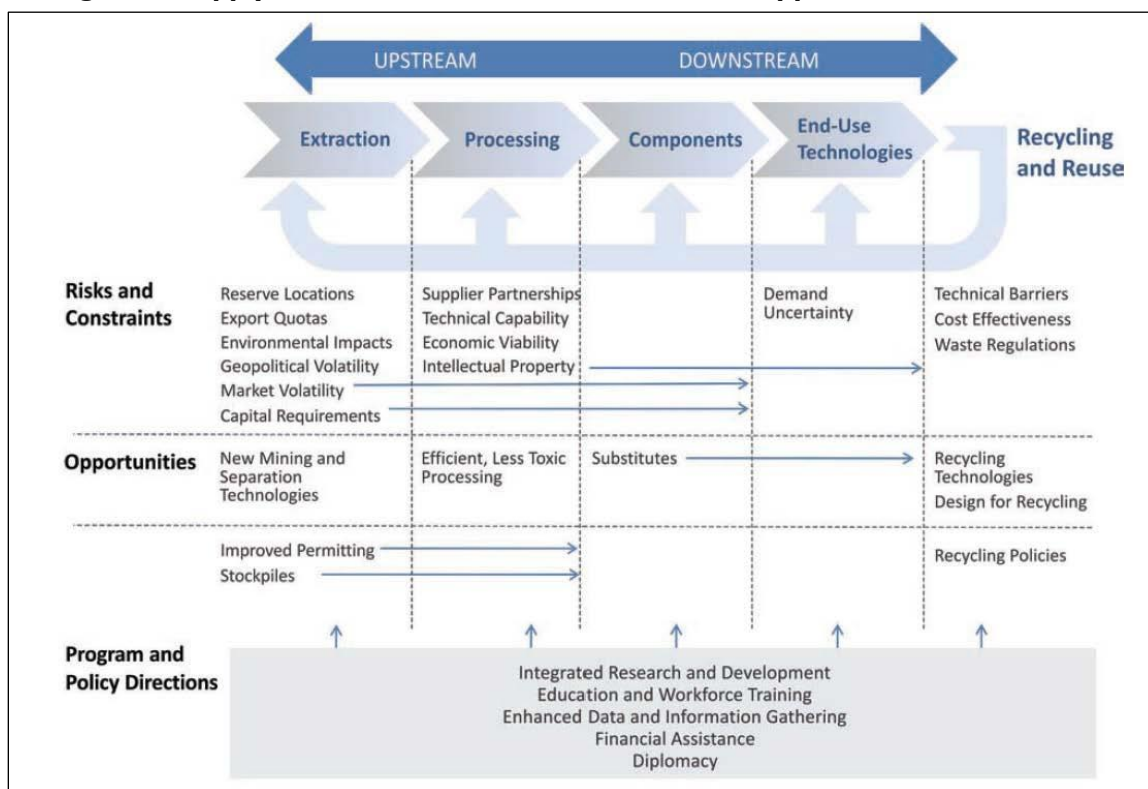 UPSTREAM
DOWNSTREAM
Extraction
Processing
Components
End-Use
Technologies
Recycling
and Reuse
Risks and
Constraints
Reserve Locations
Export Quotas
Environmental Impacts
Geopolitical Volatility
Market Volatility
Capital Requirements
Supplier Partnerships
Technical Capability
Economic Viability
Intellectual Property
Demand
Uncertainty
Technical Barriers
Cost Effectiveness
Waste Regulations
Opportunities
New Mining and
Separation
Technologies
Efficient, Less Toxic
Processing
Substitutes
Recycling
Technologies
Design for Recycling
Improved Permitting
Stockpiles
Recycling Policies
Program and
Policy Directions
Integrated Research and Development
Education and Workforce Training
Enhanced Data and Information Gathering
Financial Assistance
Diplomacy